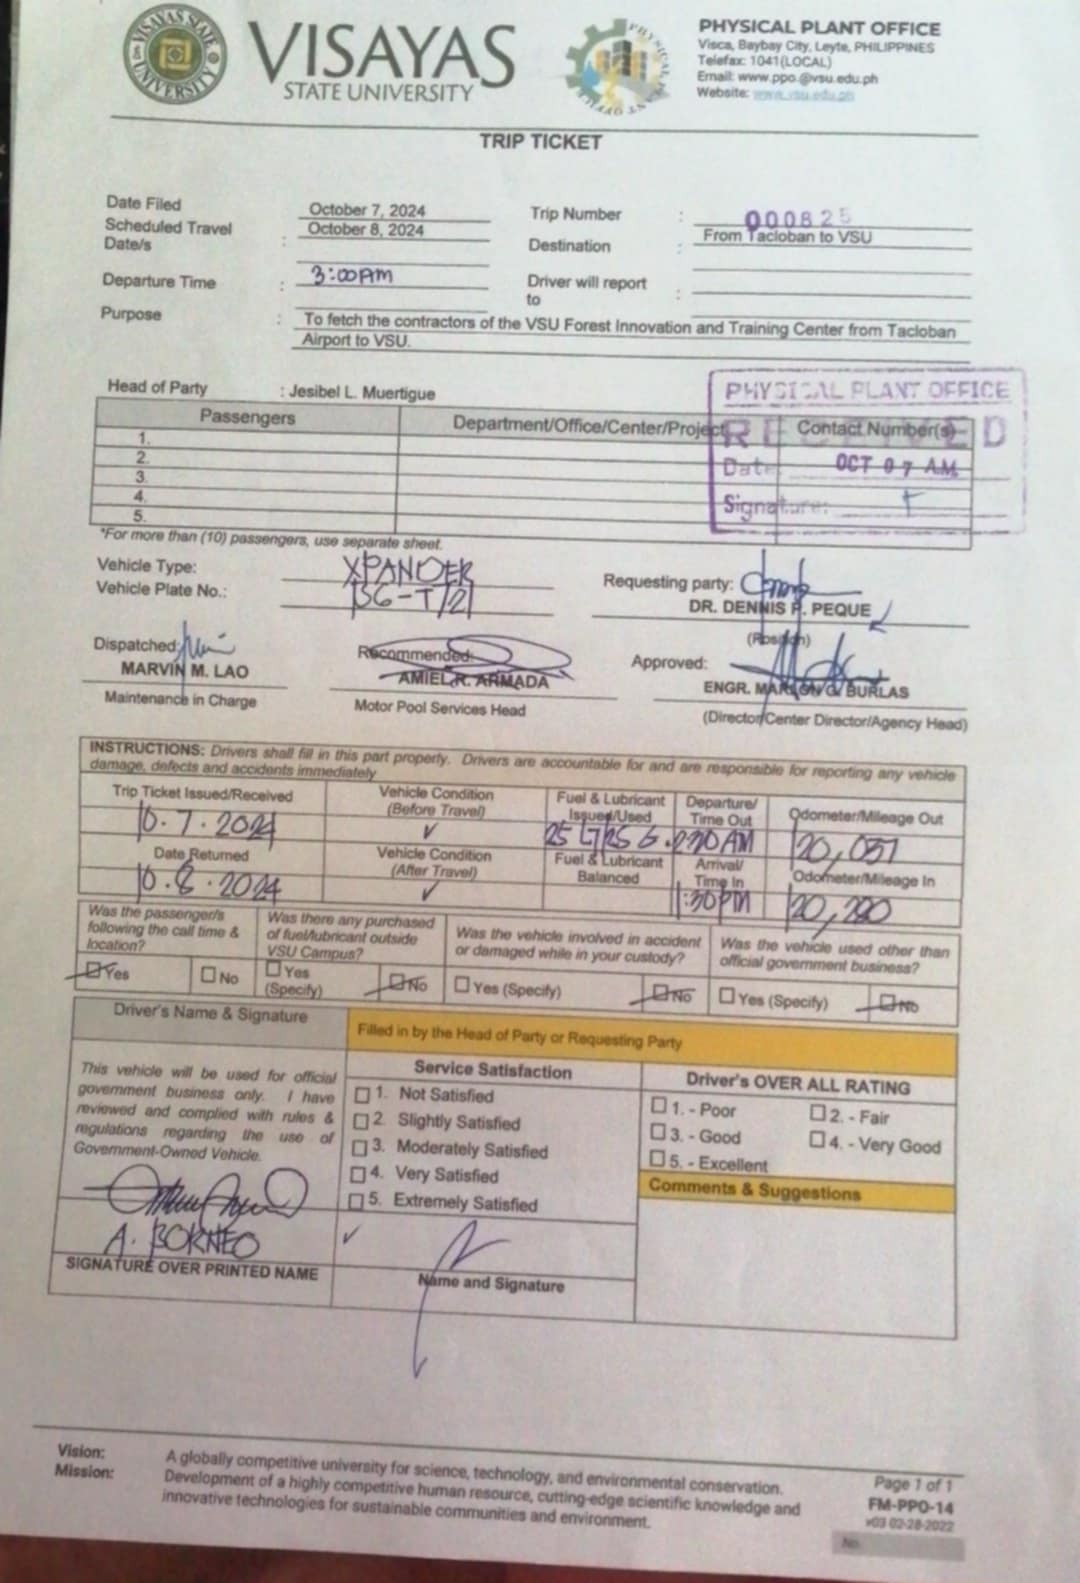 VISAYAS STATE UNIVERSITY
VISAYAS
STATE UNIVERSITY
PHYSICAL PLANT OFFICE
Visca, Baybay City, Leyte, PHILIPPINES
Telefax: 1041(LOCAL)
Email: www.ppo.@vsu.edu.ph
Website: www.vsu.edu.ph
TRIP TICKET
Date Filed October 7, 2024 Trip Number : 000825
Scheduled Travel Date/s : October 8, 2024 Destination : From Tacloban to VSU
Departure Time : 3:00AM Driver will report to :
Purpose : To fetch the contractors of the VSU Forest Innovation and Training Center from Tacloban
Airport to VSU.
Head of Party : Jesibel L. Muertigue
PHYSICAL PLANT OFFICE
RECEIVED
Date: OCT 07 AM
Signature:
Passengers Department/Office/Center/Project Contact Number(s)
1.
2.
3.
4.
5.
*For more than (10) passengers, use separate sheet.
Vehicle Type: XPANDER
Vehicle Plate No.:
Requesting party:
DR. DENNIS P. PEQUE
(Position)
Dispatched: Recommended: Approved:
MARVIN M. LAO AMIEL R. ARMADA ENGR. MARLON G. BURLAS
Maintenance in Charge Motor Pool Services Head (Director/Center Director/Agency Head)
INSTRUCTIONS: Drivers shall fill in this part properly. Drivers are accountable for and are responsible for reporting any vehicle
damage, defects and accidents immediately
Trip Ticket Issued/Received Vehicle Condition (Before Travel) Fuel & Lubricant Issued/Used Departure/ Time Out Odometer/Mileage Out
10.7.2024 ✓ 2:30AM 120,051
Date Returned Vehicle Condition (After Travel) Fuel & Lubricant Balanced Arrival/ Time In Odometer/Mileage In
10.8.2024 ✓ 1:30PM
Was the passenger/s following the call time & location?
Was there any purchased of fuel/lubricant outside VSU Campus?
Was the vehicle involved in accident or damaged while in your custody?
Was the vehicle used other than official government business?
Yes No Yes (Specify) No Yes (Specify) No Yes (Specify) No
Driver's Name & Signature
Filled in by the Head of Party or Requesting Party
This vehicle will be used for official
government business only. I have
reviewed and complied with rules &
regulations regarding the use of
Government-Owned Vehicle.
A. BORNEO
SIGNATURE OVER PRINTED NAME
Service Satisfaction
1. Not Satisfied
2. Slightly Satisfied
3. Moderately Satisfied
4. Very Satisfied
5. Extremely Satisfied
✓
Name and Signature
Driver's OVER ALL RATING
1. - Poor 2. - Fair
3. - Good 4. - Very Good
5. - Excellent
Comments & Suggestions
Vision: A globally competitive university for science, technology, and environmental conservation.
Mission: Development of a highly competitive human resource, cutting-edge scientific knowledge and
innovative technologies for sustainable communities and environment.
Page 1 of 1
FM-PPO-14
v03 02-28-2022
No.